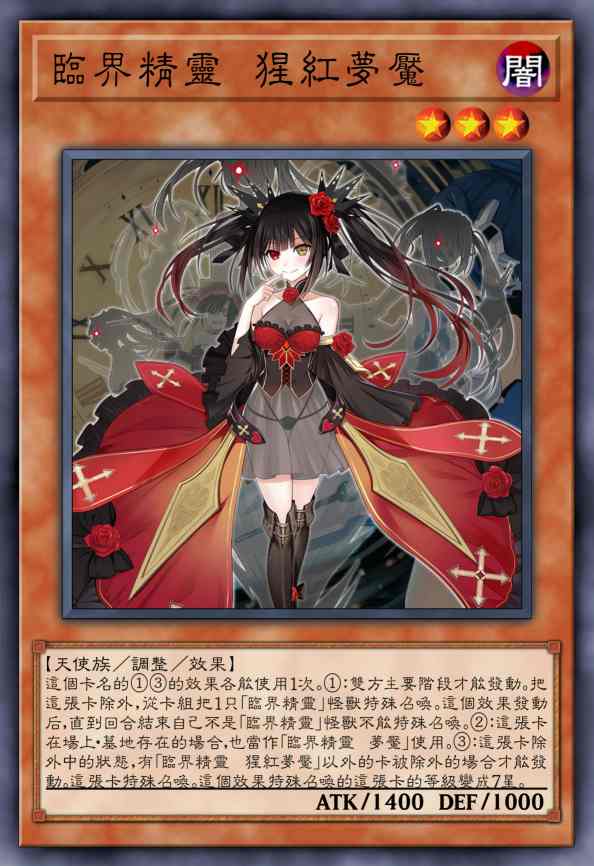 臨界精靈 猩紅夢魘
闇
【天使族／調整／效果】
這個卡名的①③的效果各能使用1次。①：雙方主要階段才能發動。把
這張卡除外，從卡組把1只「臨界精靈」怪獸特殊召喚。這個效果發動
后，直到回合結束自己不是「臨界精靈」怪獸不能特殊召喚。②：這張卡
在場上・墓地存在的場合，也當作「臨界精靈 夢魘」使用。③：這張卡除
外中的狀態，有「臨界精靈 猩紅夢魘」以外的卡被除外的場合才能發
動。這張卡特殊召喚。這個效果特殊召喚的這張卡的等級變成7星。
ATK/1400 DEF/1000